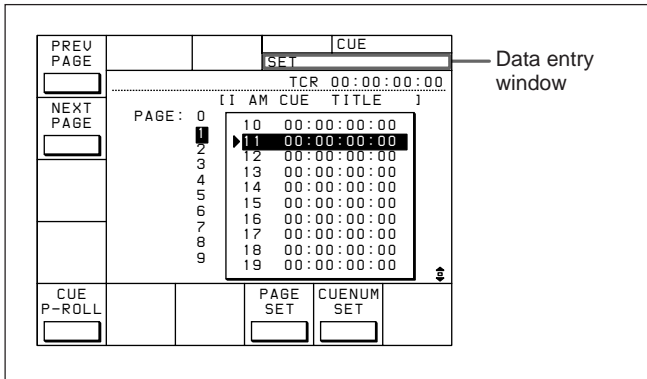 PREV
PAGE
CUE
SET
Data entry
window
TCR 00:00:00:00
NEXT
PAGE
[I AM CUE TITLE ]
PAGE:
0
1
2
3
4
5
6
7
8
9
10 00:00:00:00
11 00:00:00:00
12 00:00:00:00
13 00:00:00:00
14 00:00:00:00
15 00:00:00:00
16 00:00:00:00
17 00:00:00:00
18 00:00:00:00
19 00:00:00:00
CUE
P-ROLL
PAGE
SET
CUENUM
SET